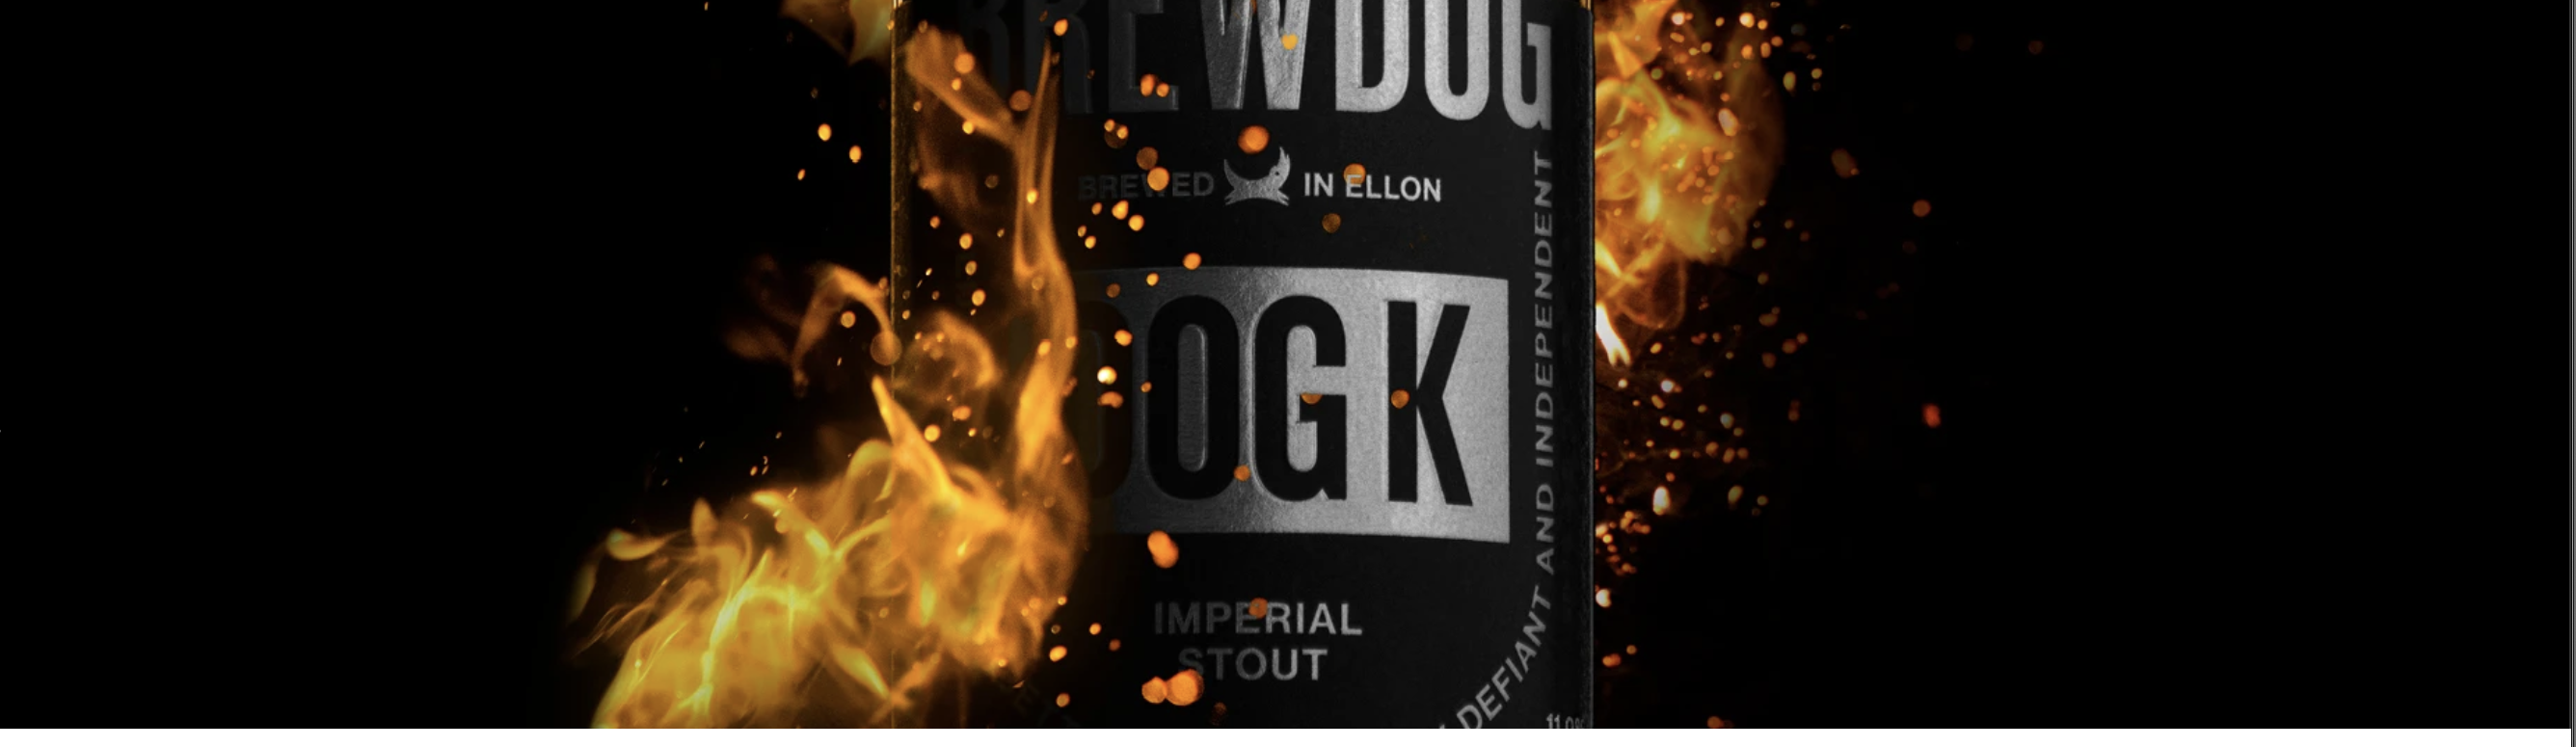 BREWDOG
BREWED IN ELLON
DOG K
IMPERIAL
STOUT
DEFIANT AND INDEPENDENT